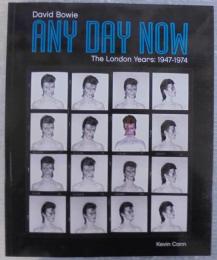 David Bowie
ANY DAY NOW
The London Years: 1947-1974
Kevin Cann